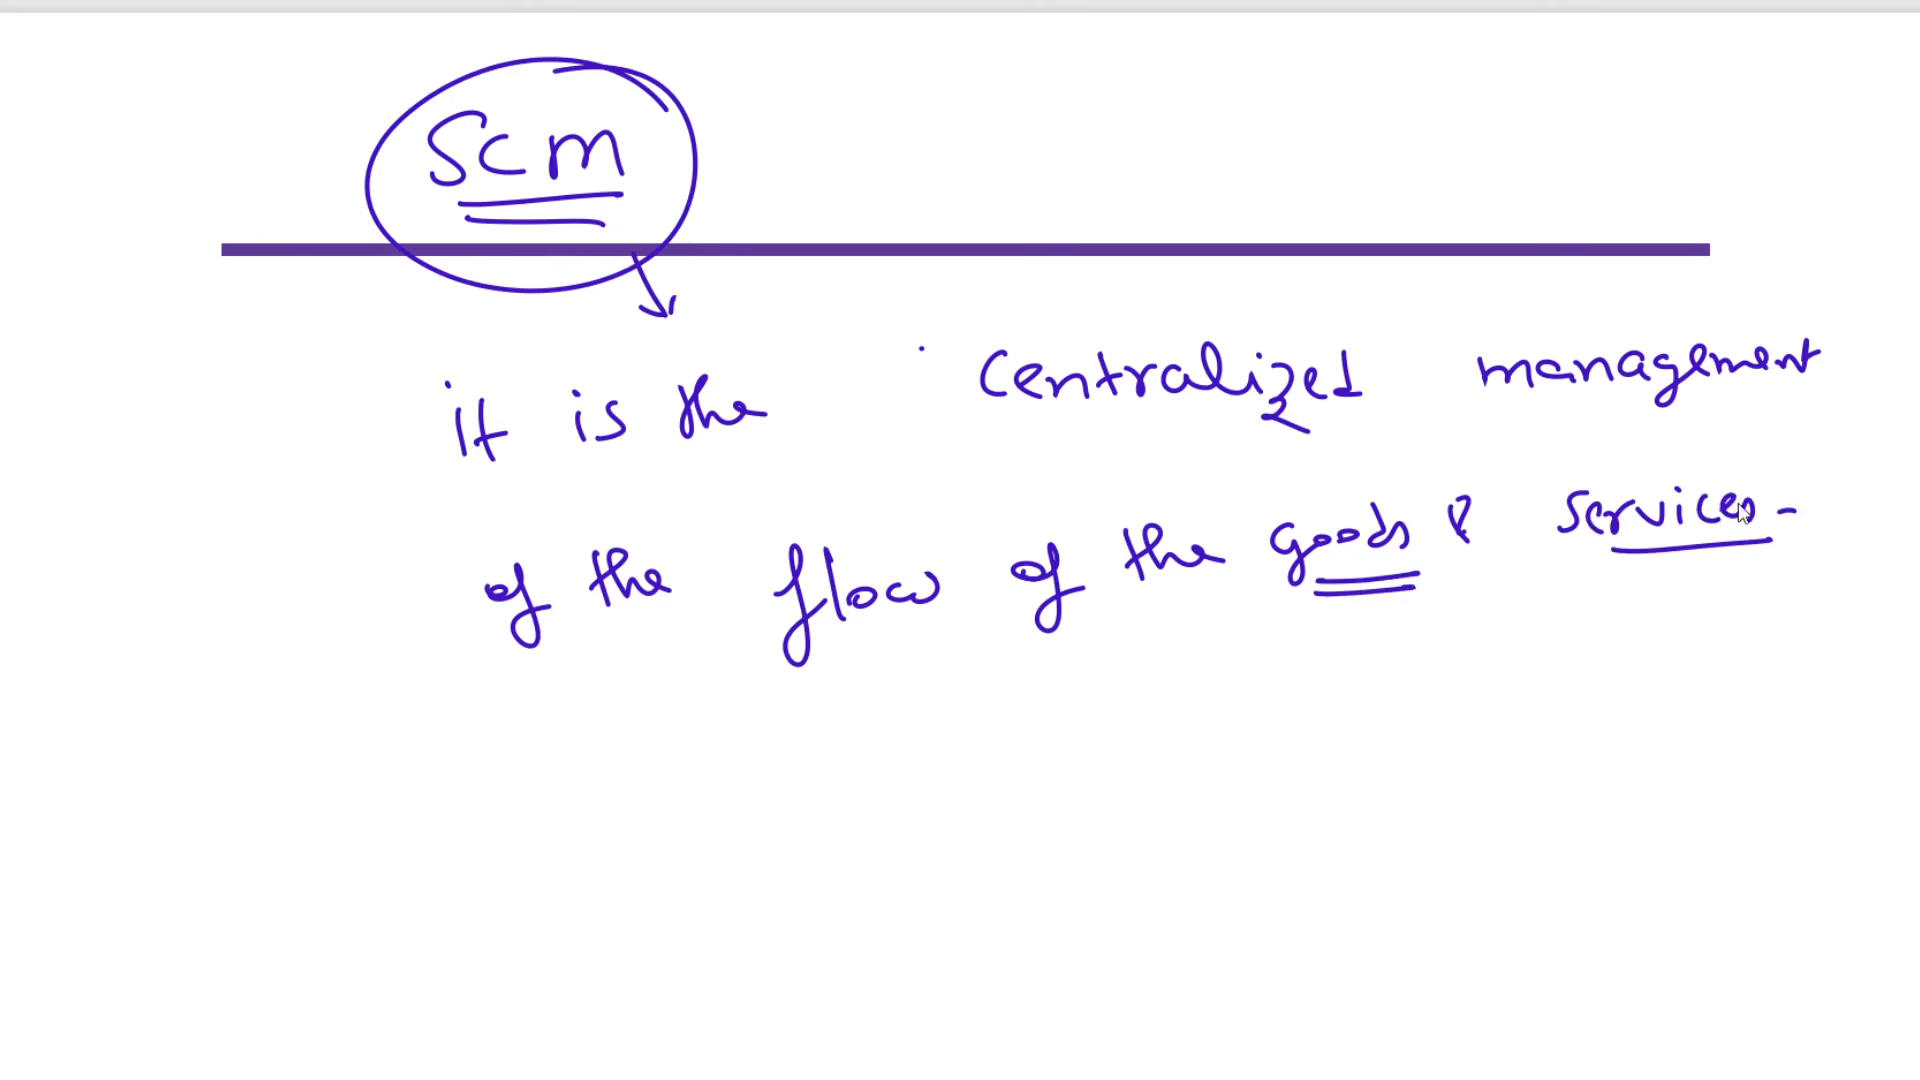 SCM
it is the centralized management
of the flow of the goods & services-